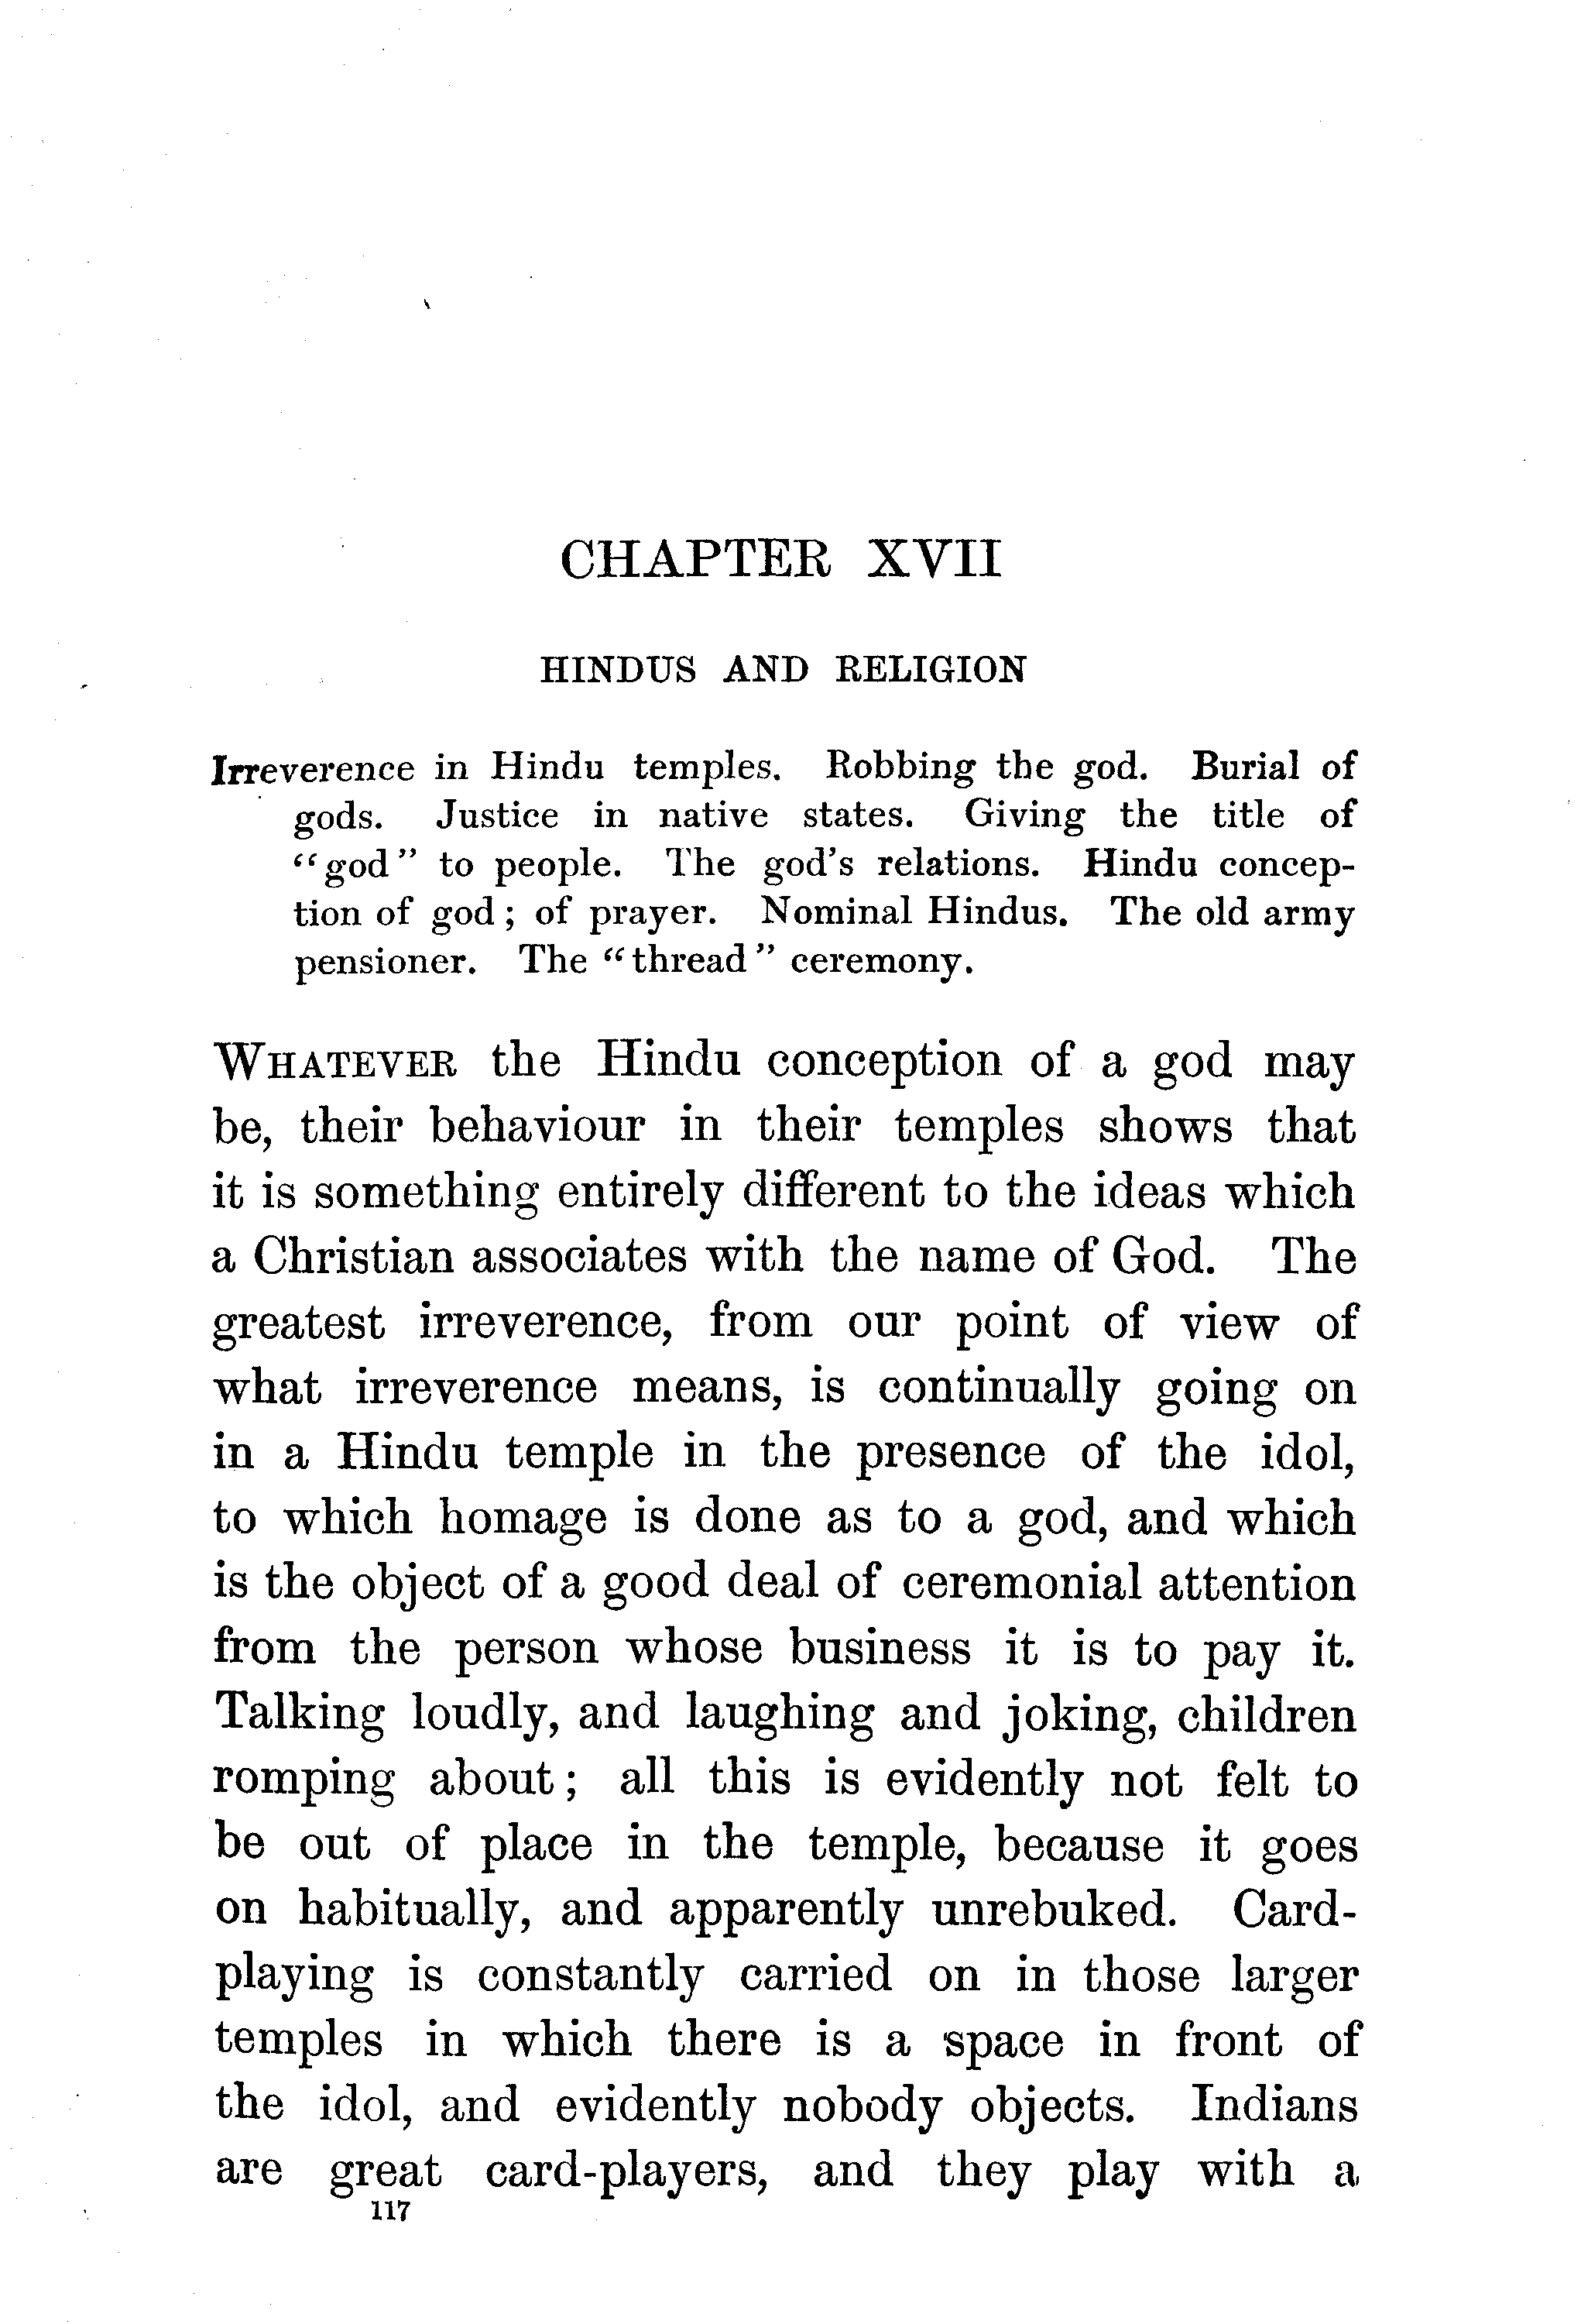 CHAPTER XVII
HINDUS AND RELIGION
Irreverence in Hindu temples. Robbing the god. Burial of
gods. Justice in native states. Giving the title of
“god” to people. The god's relations. Hindu concep-
tion of god; of prayer. Nominal Hindus. The old army
pensioner. The “thread” ceremony.
WHATEVER the Hindu conception of a god may
be, their behaviour in their temples shows that
it is something entirely different to the ideas which
a Christian associates with the name of God. The
greatest irreverence, from our point of view of
what irreverence means, is continually going on
in a Hindu temple in the presence of the idol,
to which homage is done as to a god, and which
is the object of a good deal of ceremonial attention
from the person whose business it is to pay it.
Talking loudly, and laughing and joking, children
romping about; all this is evidently not felt to
be out of place in the temple, because it goes
on habitually, and apparently unrebuked. Card-
playing is constantly carried on in those larger
temples in which there is a space in front of
the idol, and evidently nobody objects. Indians
are great card-players, and they play with a
117